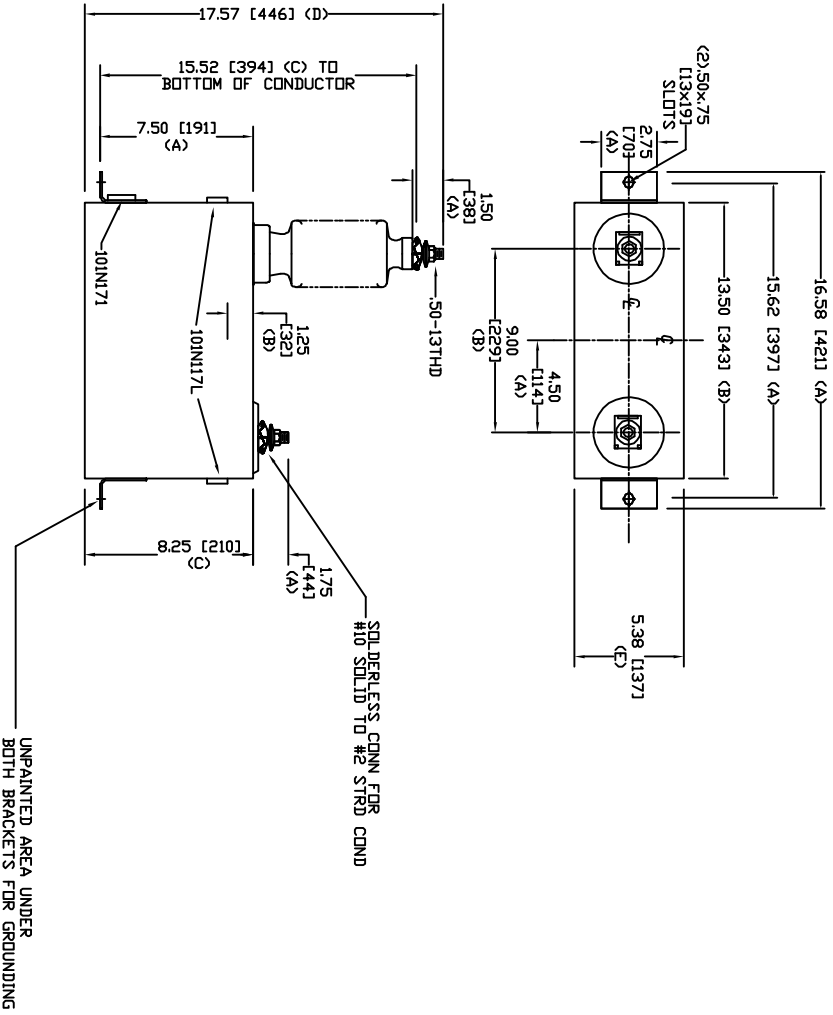 17.57 [446] (D)
15.52 [394] (C) TO
BOTTOM OF CONDUCTOR
7.50 [191]
(A)
1.50
[38]
(A)
.50-13THD
101N171
101N117L
1.25
[32]
(B)
8.25 [210]
(C)
1.75
[44]
(A)
SOLDERLESS CONN FOR
#10 SOLID TO #2 STRD COND
UNPAINTED AREA UNDER
BOTH BRACKETS FOR GROUNDING
(2).50x.75
[13x19]
SLOTS
2.75
[70]
(A)
16.58 [421] (A)
15.62 [397] (A)
13.50 [343] (B)
CL
CL
9.00
[229]
(B)
4.50
[114]
(A)
5.38 [137]
(E)